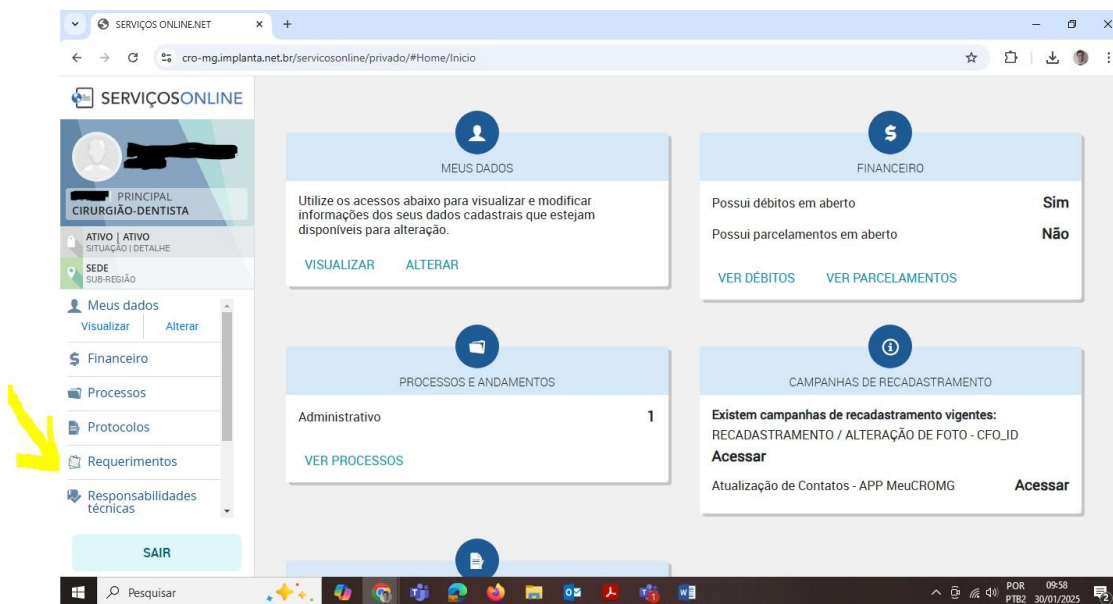 SERVIÇOS ONLINE.NET
cro-mg.implanta.net.br/servicosonline/privado/#Home/Inicio
SERVIÇOSONLINE
PRINCIPAL
CIRURGIÃO-DENTISTA
ATIVO | ATIVO
SITUAÇÃO | DETALHE
SEDE
SUB-REGIÃO
Meus dados
Visualizar Alterar
Financeiro
Processos
Protocolos
Requerimentos
Responsabilidades
técnicas
SAIR
MEUS DADOS
Utilize os acessos abaixo para visualizar e modificar
informações dos seus dados cadastrais que estejam
disponíveis para alteração.
VISUALIZAR ALTERAR
FINANCEIRO
Possui débitos em aberto Sim
Possui parcelamentos em aberto Não
VER DÉBITOS VER PARCELAMENTOS
PROCESSOS E ANDAMENTOS
Administrativo 1
VER PROCESSOS
CAMPANHAS DE RECADASTRAMENTO
Existem campanhas de recadastramento vigentes:
RECADASTRAMENTO / ALTERAÇÃO DE FOTO - CFO_ID
Acessar
Atualização de Contatos - APP MeuCROMG Acessar
Pesquisar
POR 09:58
PTB2 30/01/2025